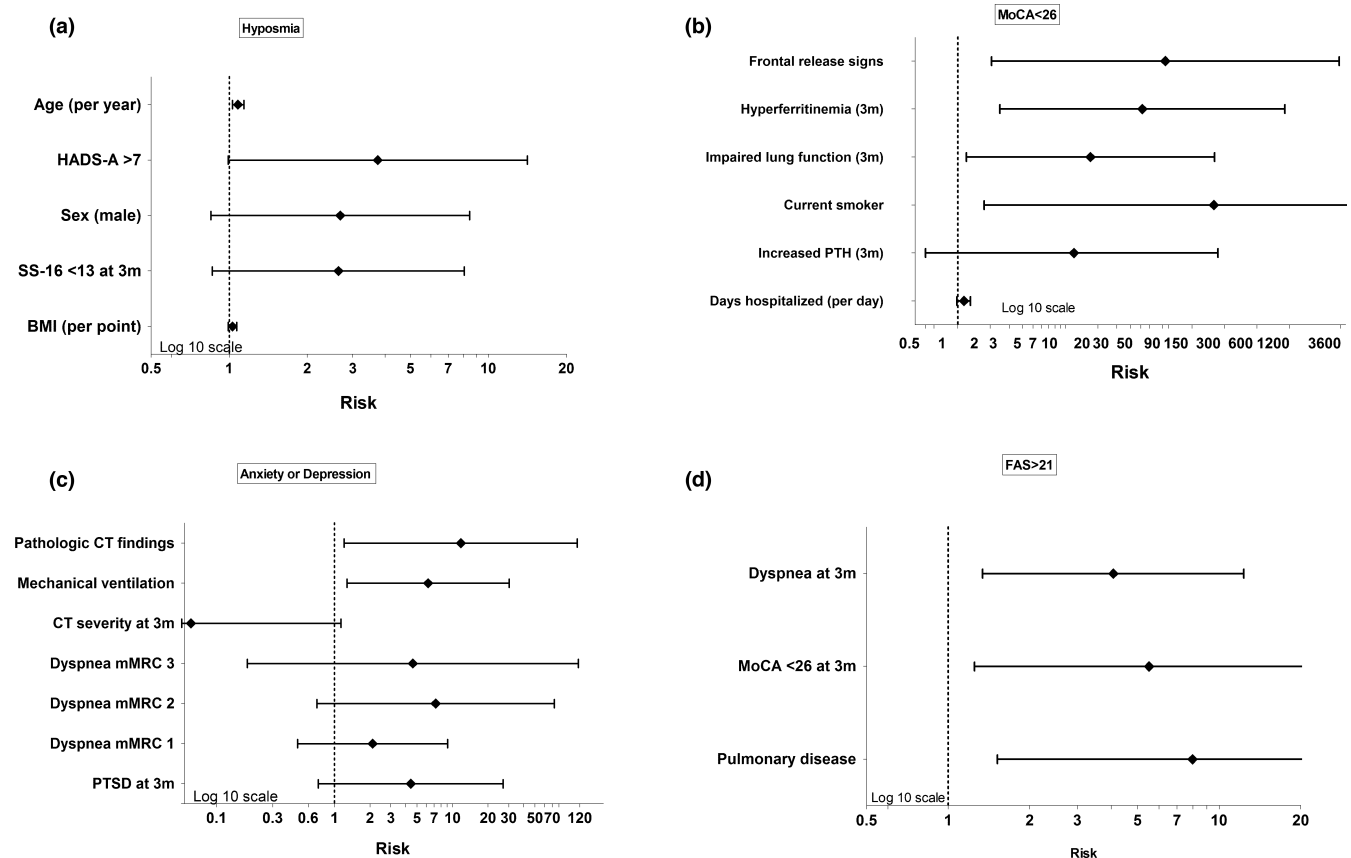 (a)
Hyposmia
Age (per year)
HADS-A >7
Sex (male)
SS-16 <13 at 3m
BMI (per point)
Log 10 scale
0.5 1 2 3 5 7 10 20
Risk
(b)
MoCA<26
Frontal release signs
Hyperferritinemia (3m)
Impaired lung function (3m)
Current smoker
Increased PTH (3m)
Days hospitalized (per day)
Log 10 scale
0.5 1 2 3 5 7 10 20 30 50 90 150 300 600 1200 3600
Risk
(c)
Anxiety or Depression
Pathologic CT findings
Mechanical ventilation
CT severity at 3m
Dyspnea mMRC 3
Dyspnea mMRC 2
Dyspnea mMRC 1
PTSD at 3m
Log 10 scale
0.1 0.3 0.6 1 2 3 5 7 10 20 30 50 70 120
Risk
(d)
FAS>21
Dyspnea at 3m
MoCA <26 at 3m
Pulmonary disease
Log 10 scale
0.5 1 2 3 5 7 10 20
Risk